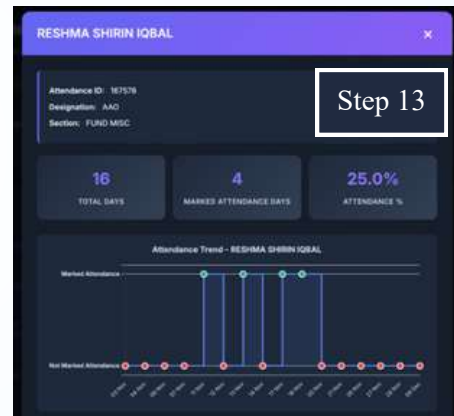 RESHMA SHIRIN IQBAL ×
Attendance ID: 167576
Designation: AAO
Section: FUND MISC
Step 13
16
TOTAL DAYS
4
MARKED ATTENDANCE DAYS
25.0%
ATTENDANCE %
Attendance Trend - RESHMA SHIRIN IQBAL
Marked Attendance
Not Marked Attendance